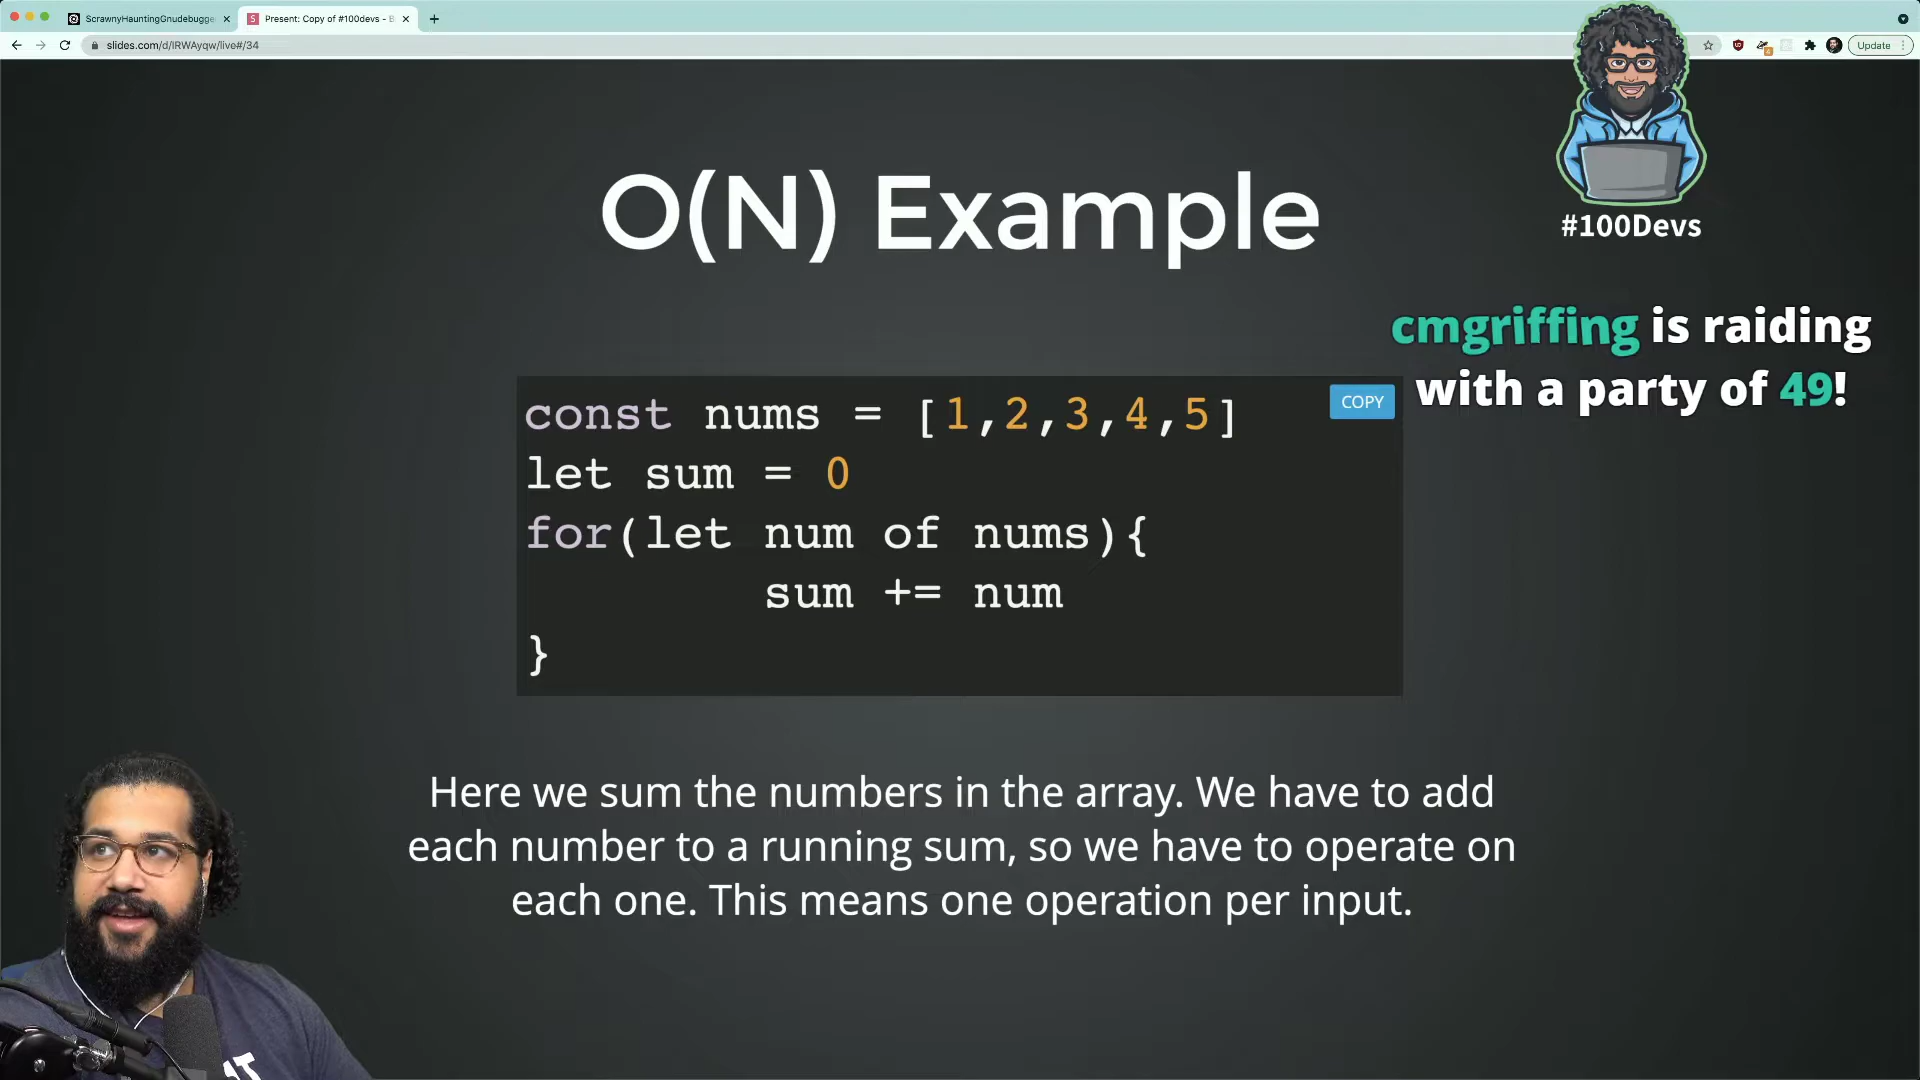 ScrawnyHauntingGnudebugge
Present: Copy of #100devs - B
slides.com/d/IRWAyqw/live#/34
Update
#100Devs
O(N) Example
cmgriffing is raiding
with a party of 49!
COPY
const nums = [1,2,3,4,5]
let sum = 0
for(let num of nums){
sum += num
}
Here we sum the numbers in the array. We have to add
each number to a running sum, so we have to operate on
each one. This means one operation per input.